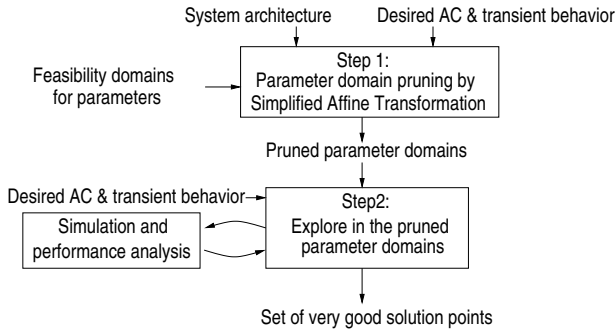 System architecture
Desired AC & transient behavior
Step 1:
Parameter domain pruning by
Simplified Affine Transformation
Feasibility domains
for parameters
Pruned parameter domains
Desired AC & transient behavior
Step2:
Explore in the pruned
parameter domains
Simulation and
performance analysis
Set of very good solution points